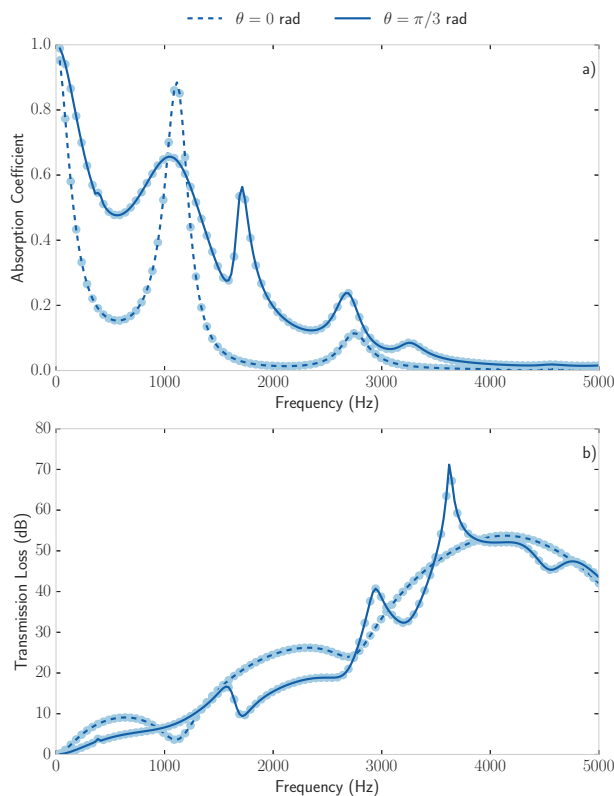 θ = 0 rad θ = π/3 rad
a)
1.0
0.8
0.6
0.4
0.2
0.0
Absorption Coefficient
0 1000 2000 3000 4000 5000
Frequency (Hz)
b)
80
70
60
50
40
30
20
10
0
Transmission Loss (dB)
0 1000 2000 3000 4000 5000
Frequency (Hz)